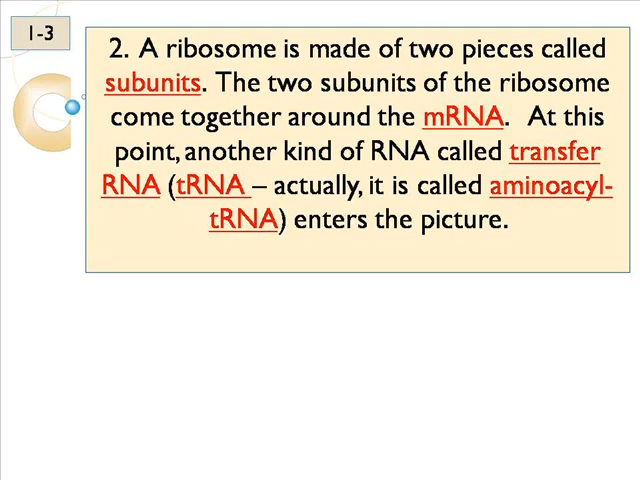 1-3
2. A ribosome is made of two pieces called
subunits. The two subunits of the ribosome
come together around the mRNA. At this
point, another kind of RNA called transfer
RNA (tRNA – actually, it is called aminoacyl-
tRNA) enters the picture.